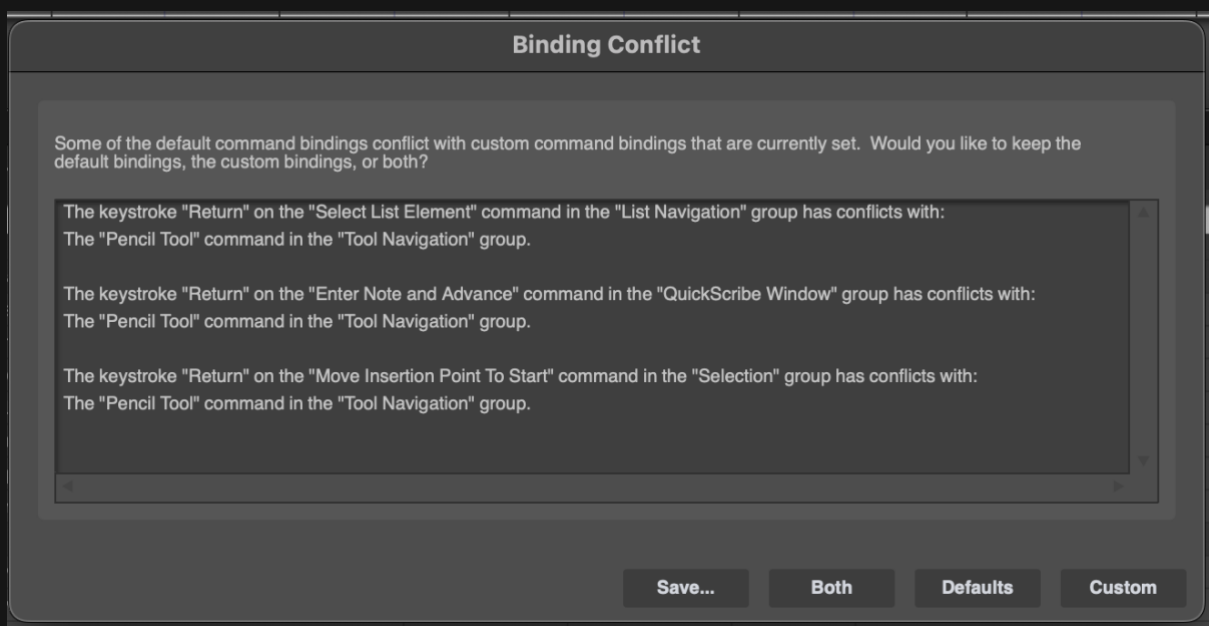 Binding Conflict
Some of the default command bindings conflict with custom command bindings that are currently set.  Would you like to keep the
default bindings, the custom bindings, or both?
The keystroke "Return" on the "Select List Element" command in the "List Navigation" group has conflicts with:
The "Pencil Tool" command in the "Tool Navigation" group.
The keystroke "Return" on the "Enter Note and Advance" command in the "QuickScribe Window" group has conflicts with:
The "Pencil Tool" command in the "Tool Navigation" group.
The keystroke "Return" on the "Move Insertion Point To Start" command in the "Selection" group has conflicts with:
The "Pencil Tool" command in the "Tool Navigation" group.
Save... Both Defaults Custom